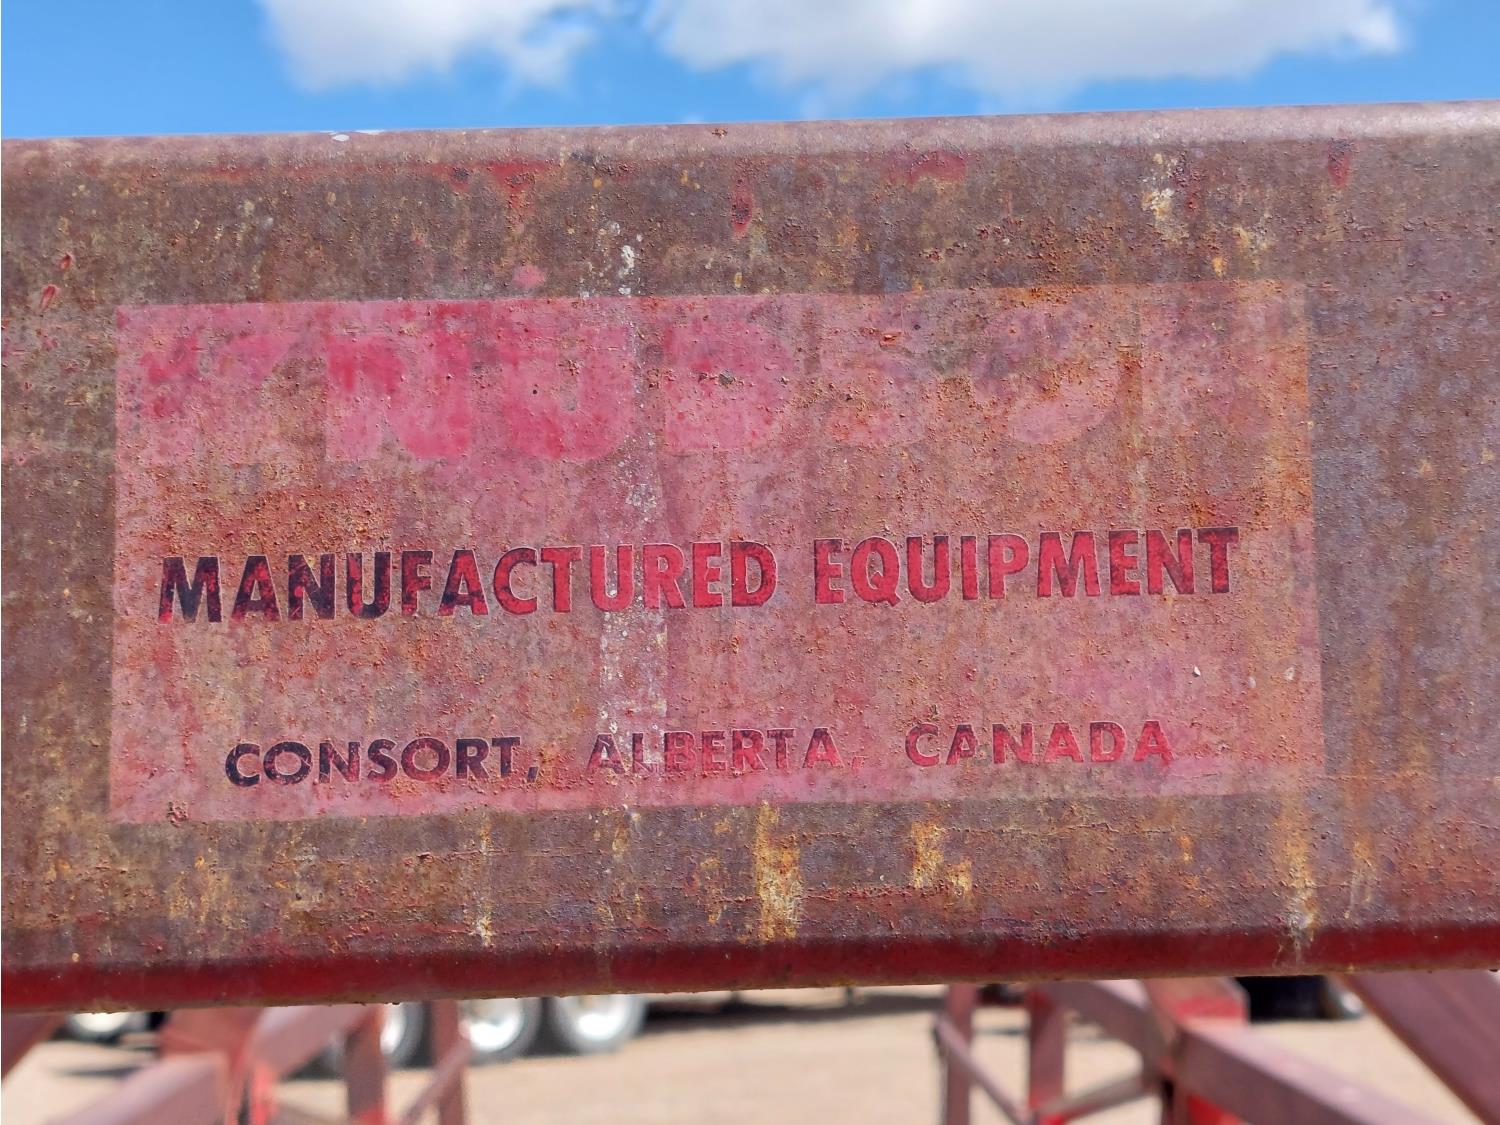 MANUFACTURED EQUIPMENT
CONSORT, ALBERTA, CANADA